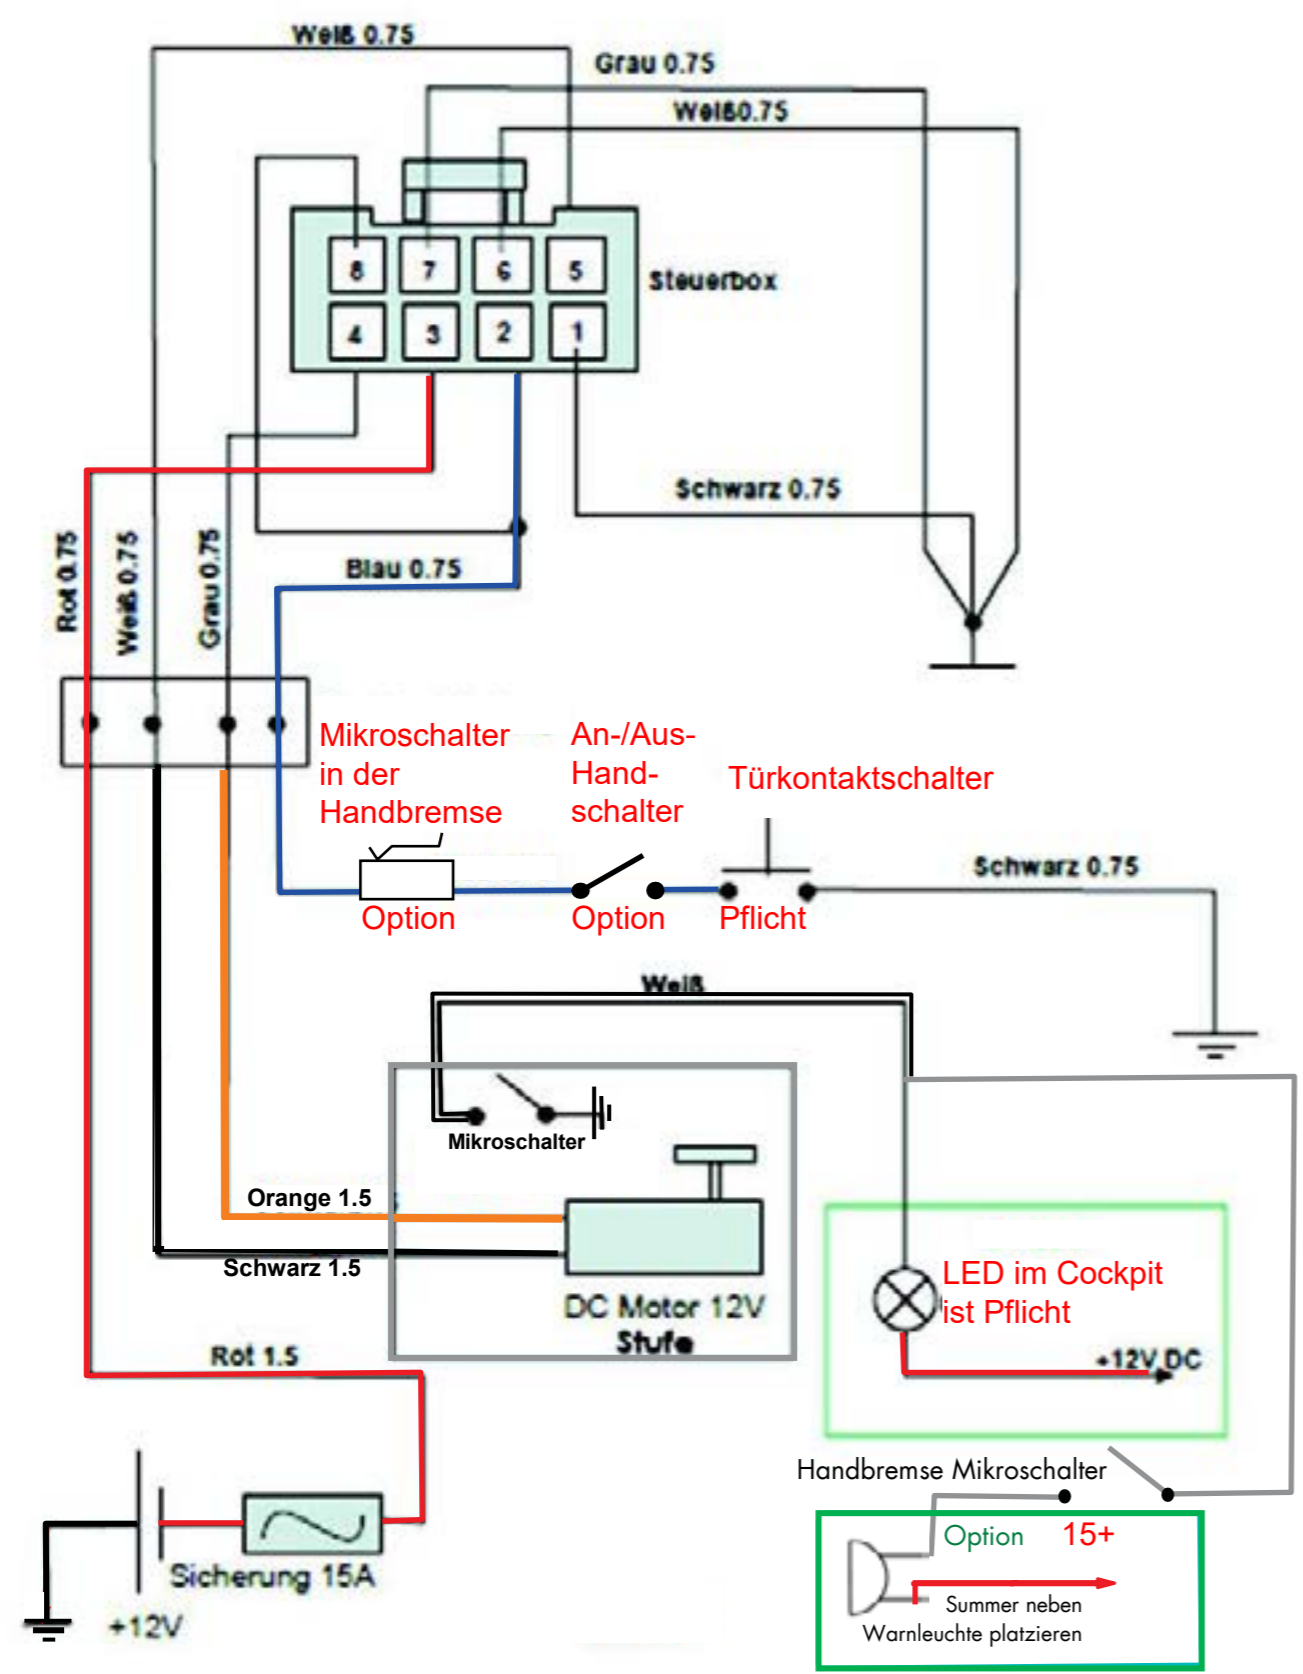 Weiß 0.75
Grau 0.75
Weiß0.75
8 7 6 5
Steuerbox
4 3 2 1
Schwarz 0.75
Rot 0.75
Weiß 0.75
Grau 0.75
Blau 0.75
Mikroschalter
in der
Handbremse
An-/Aus-
Hand-
schalter
Türkontaktschalter
Schwarz 0.75
Option
Option
Pflicht
Weiß
Mikroschalter
Orange 1.5
Schwarz 1.5
DC Motor 12V
Stufe
LED im Cockpit
ist Pflicht
+12V DC
Rot 1.5
Handbremse Mikroschalter
Option
15+
Sicherung 15A
+12V
Summer neben
Warnleuchte platzieren